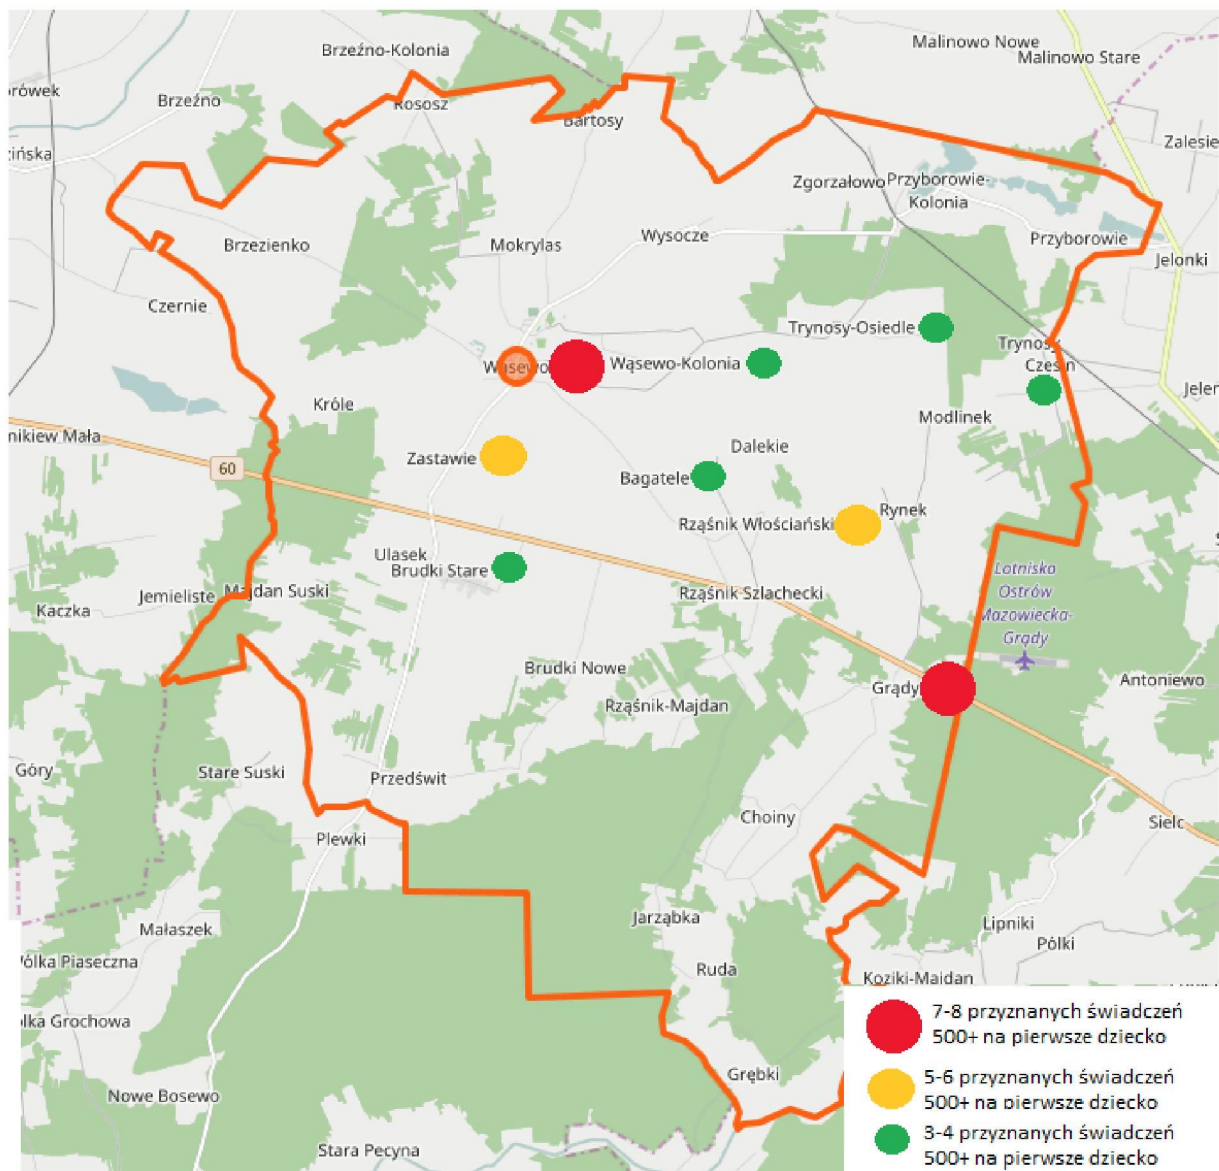 Malinowo Nowe
Brzeźno-Kolonia
Malinowo Stare
orówek
Brzeźno
Rososz
Bartosy
Zalesie
zińska
Zgorzałowo
Przyborowie-
Kolonia
Brzezienko
Mokrylas
Wysocze
Przyborowie
Jelonki
Czernie
Trynosy-Osiedle
Trynosy
Wąsewo
Wąsewo-Kolonia
Czesin
Króle
Modlinek
nikiew Mała
60
Zastawie
Dalekie
Bagatele
Rząśnik Włościański
Rynek
Ulasek
Brudki Stare
Lotnisko
Ostrów
Mazowiecka-
Grądy
Kaczka
Jemieliste
Majdan Suski
Rząśnik Szlachecki
Brudki Nowe
Grądy
Antoniewo
Rząśnik-Majdan
Góry
Stare Suski
Przedświt
Choiny
Plewki
Sielc
Małaszek
Jarząbka
Lipniki
Pólki
Wólka Piaseczna
Ruda
Koziki-Majdan
olka Grochowa
Grębki
Nowe Bosewo
Stara Pecyna
7-8 przyznanych świadczeń
500+ na pierwsze dziecko
5-6 przyznanych świadczeń
500+ na pierwsze dziecko
3-4 przyznanych świadczeń
500+ na pierwsze dziecko